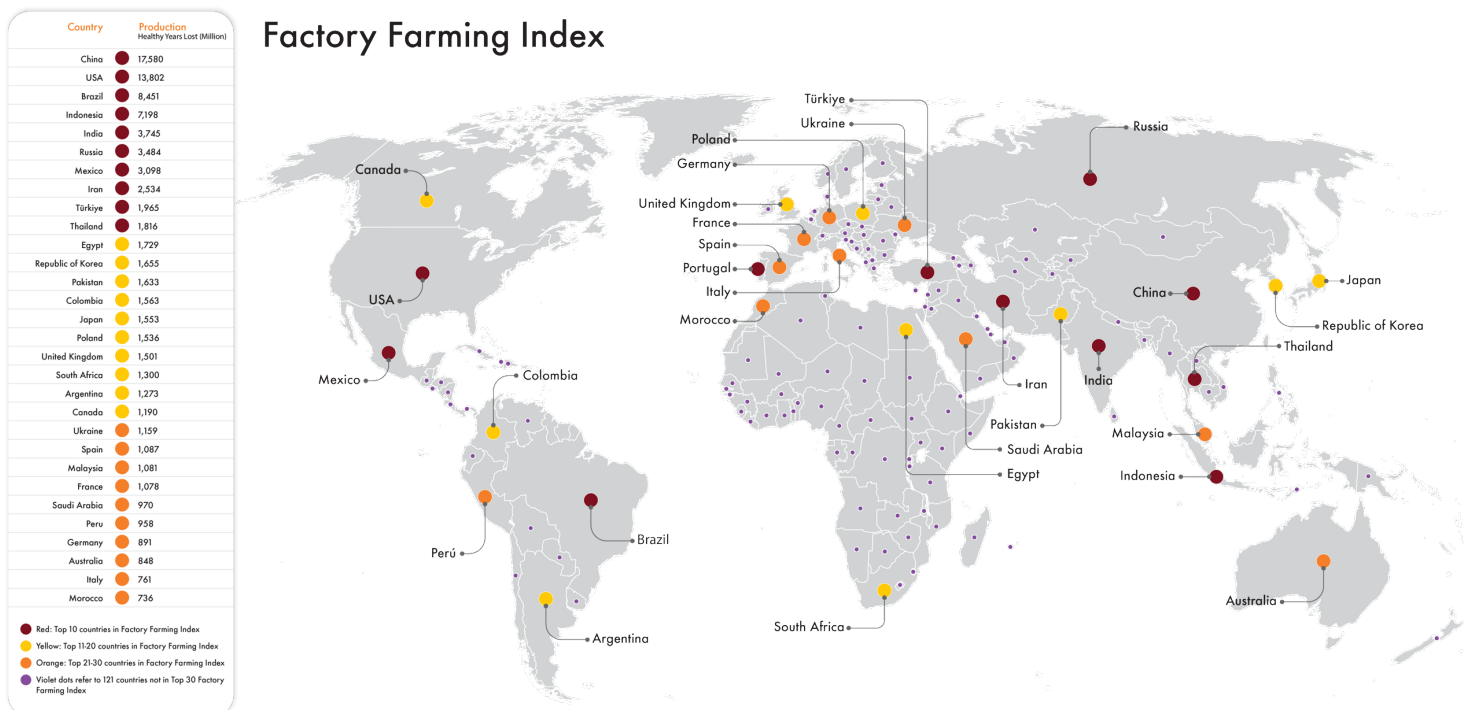 Factory Farming Index
Country Production
Healthy Years Lost (Million)
China 17,580
USA 13,802
Brazil 8,451
Indonesia 7,198
India 3,745
Russia 3,484
Mexico 3,098
Iran 2,534
Türkiye 1,965
Thailand 1,816
Egypt 1,729
Republic of Korea 1,655
Pakistan 1,633
Colombia 1,563
Japan 1,553
Poland 1,536
United Kingdom 1,501
South Africa 1,300
Argentina 1,273
Canada 1,190
Ukraine 1,159
Spain 1,087
Malaysia 1,081
France 1,078
Saudi Arabia 970
Peru 958
Germany 891
Australia 848
Italy 761
Morocco 736
Red: Top 10 countries in Factory Farming Index
Yellow: Top 11-20 countries in Factory Farming Index
Orange: Top 21-30 countries in Factory Farming Index
Violet dots refer to 121 countries not in Top 30 Factory
Farming Index
Türkiye
Ukraine
Russia
Poland
Germany
Canada
United Kingdom
France
Spain
Portugal
Italy
Morocco
USA
China
Japan
Republic of Korea
Thailand
Mexico
Colombia
Iran
India
Pakistan
Malaysia
Saudi Arabia
Egypt
Indonesia
Perú
Brazil
Australia
South Africa
Argentina